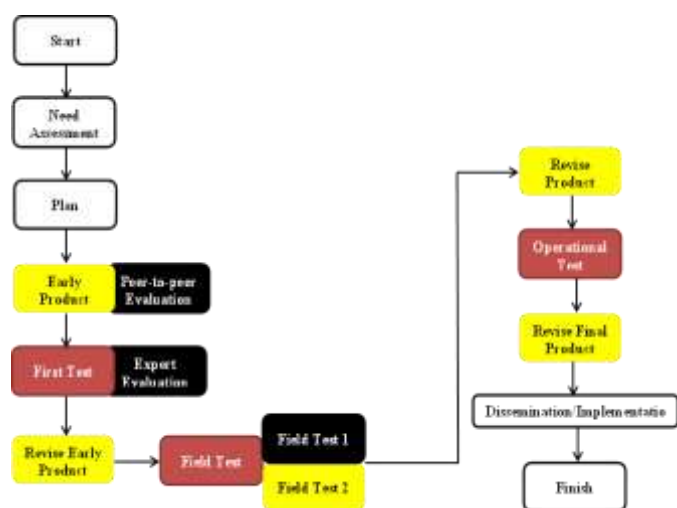 Start
Need
Assesment
Plan
Early
Product
Peer-to-peer
Evaluation
First Test
Expert
Evaluation
Revise Early
Product
Field Test
Field Test 1
Field Test 2
Revise
Product
Operational
Test
Revise Final
Product
Dissemination/Implementatio
Finish